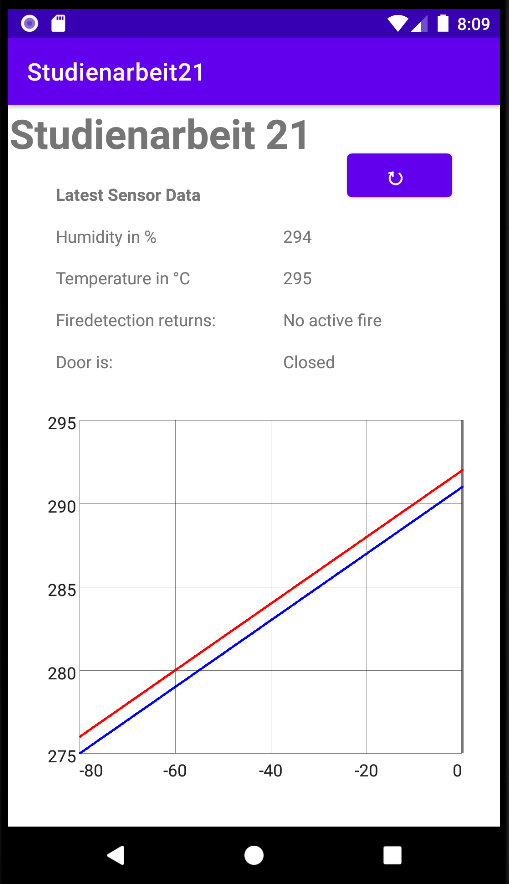 8:09
Studienarbeit21
Studienarbeit 21
↻
Latest Sensor Data
Humidity in % 294
Temperature in °C 295
Firedetection returns: No active fire
Door is: Closed
295
290
285
280
275
-80 -60 -40 -20 0